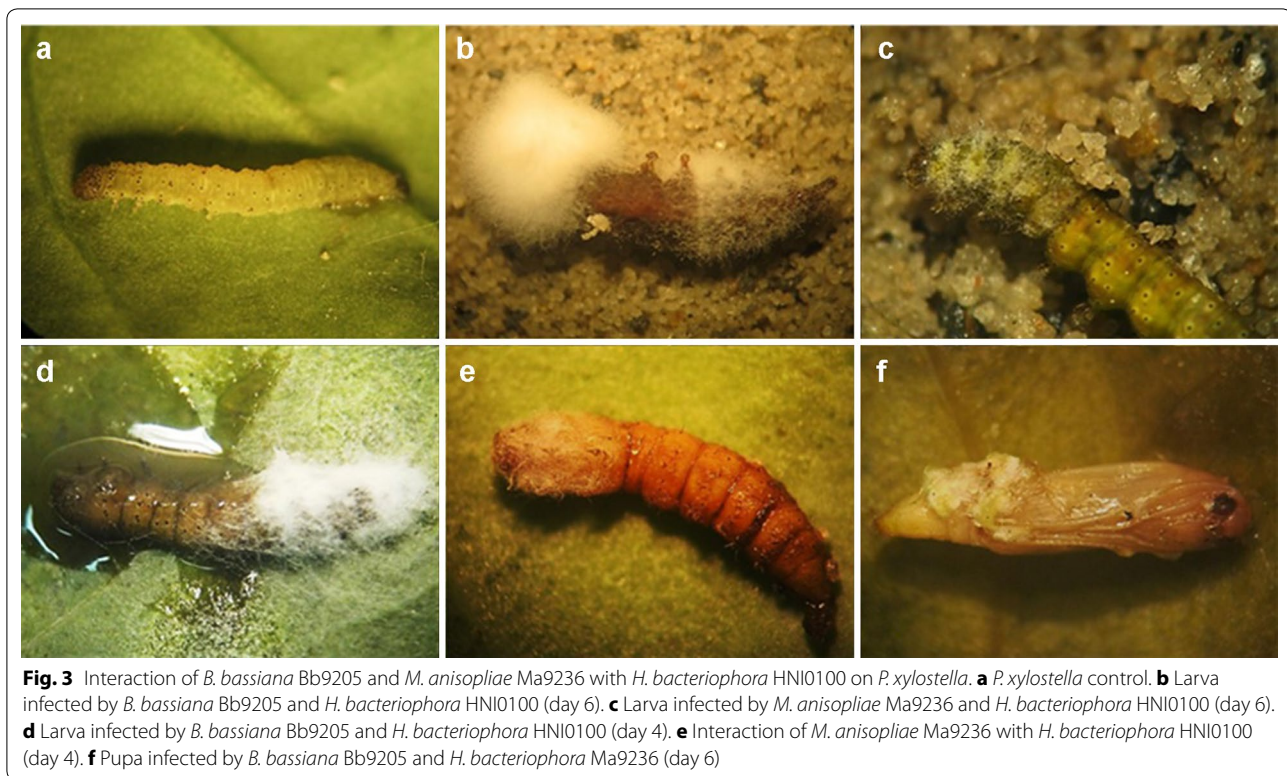 a
b
c
d
e
f
Fig. 3 Interaction of B. bassiana Bb9205 and M. anisopliae Ma9236 with H. bacteriophora HNI0100 on P. xylostella. a P. xylostella control. b Larva
infected by B. bassiana Bb9205 and H. bacteriophora HNI0100 (day 6). c Larva infected by M. anisopliae Ma9236 and H. bacteriophora HNI0100 (day 6).
d Larva infected by B. bassiana Bb9205 and H. bacteriophora HNI0100 (day 4). e Interaction of M. anisopliae Ma9236 with H. bacteriophora HNI0100
(day 4). f Pupa infected by B. bassiana Bb9205 and H. bacteriophora Ma9236 (day 6)